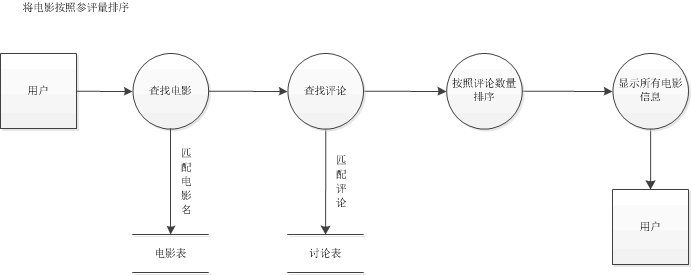 将电影按照参评量排序
用户
查找电影
查找评论
按照评论数量
排序
显示所有电影
信息
匹配电影名
匹配评论
用户
电影表
讨论表